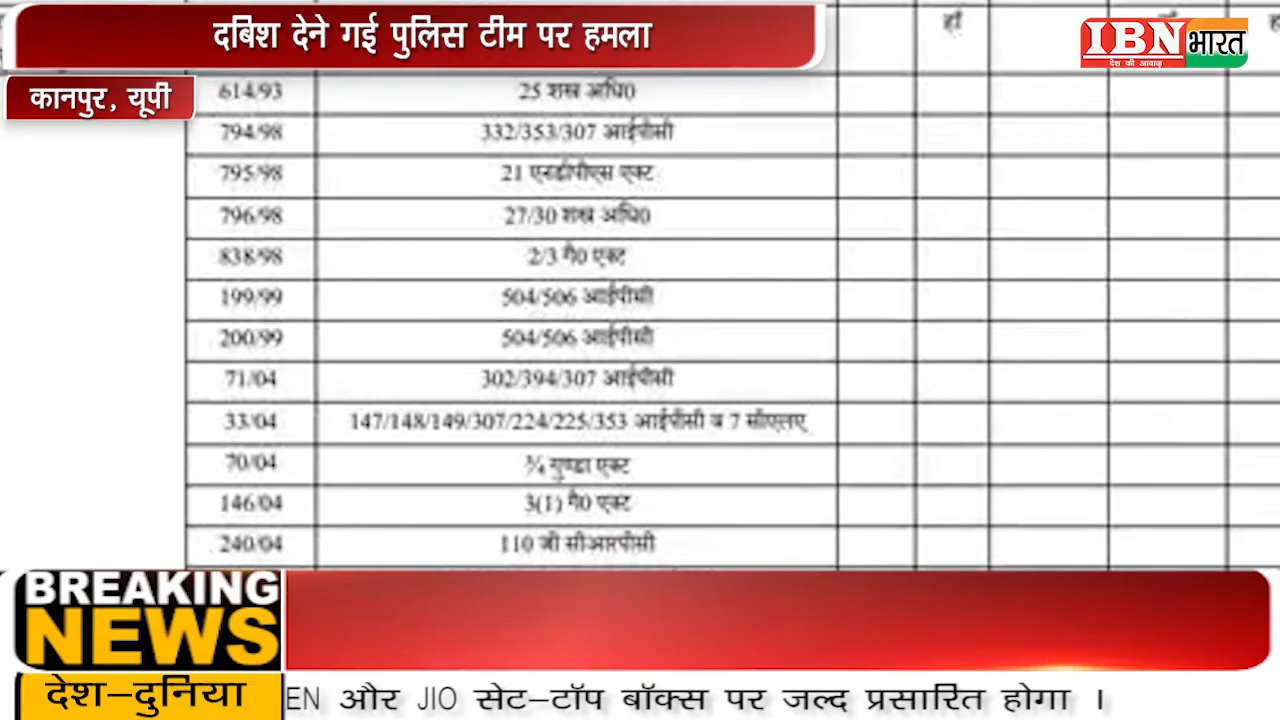 दबिश देने गई पुलिस टीम पर हमला
हाँ
IBN भारत
देश की आवाज़
कानपुर, यूपी
614/93 25 शस्त्र अधि0
794/98 332/353/307 आईपीसी
795/98 21 एनडीपीएस एक्ट
796/98 27/30 शस्त्र अधि0
838/98 2/3 गै0 एक्ट
199/99 504/506 आईपीसी
200/99 504/506 आईपीसी
71/04 302/394/307 आईपीसी
33/04 147/148/149/307/224/225/353 आईपीसी व 7 सीएलए
70/04 ¾ गुण्डा एक्ट
146/04 3(1) गै0 एक्ट
240/04 110 जी सीआरपीसी
BREAKING
NEWS
देश-दुनिया
EN और JIO सेट-टॉप बॉक्स पर जल्द प्रसारित होगा ।